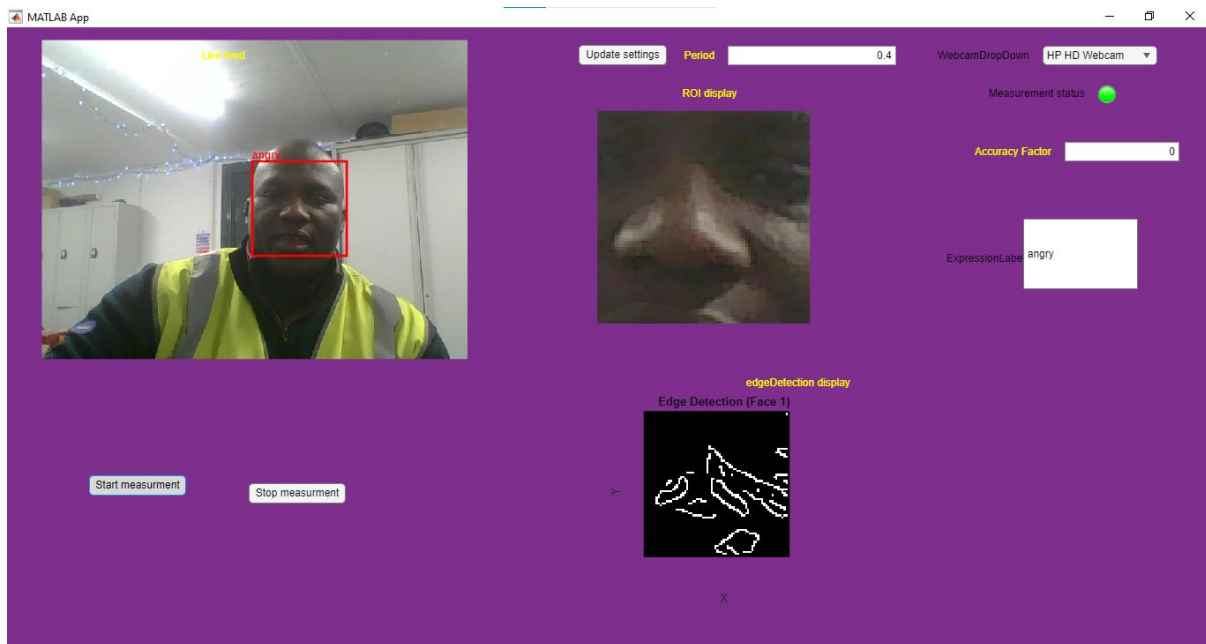 MATLAB App
Live feed
angry
Update settings
Period
0.4
WebcamDropDown
HP HD Webcam
ROI display
Measurement status
Accuracy Factor
0
ExpressionLabe
angry
edgeDetection display
Edge Detection (Face 1)
Y
X
Start measurment
Stop measurment